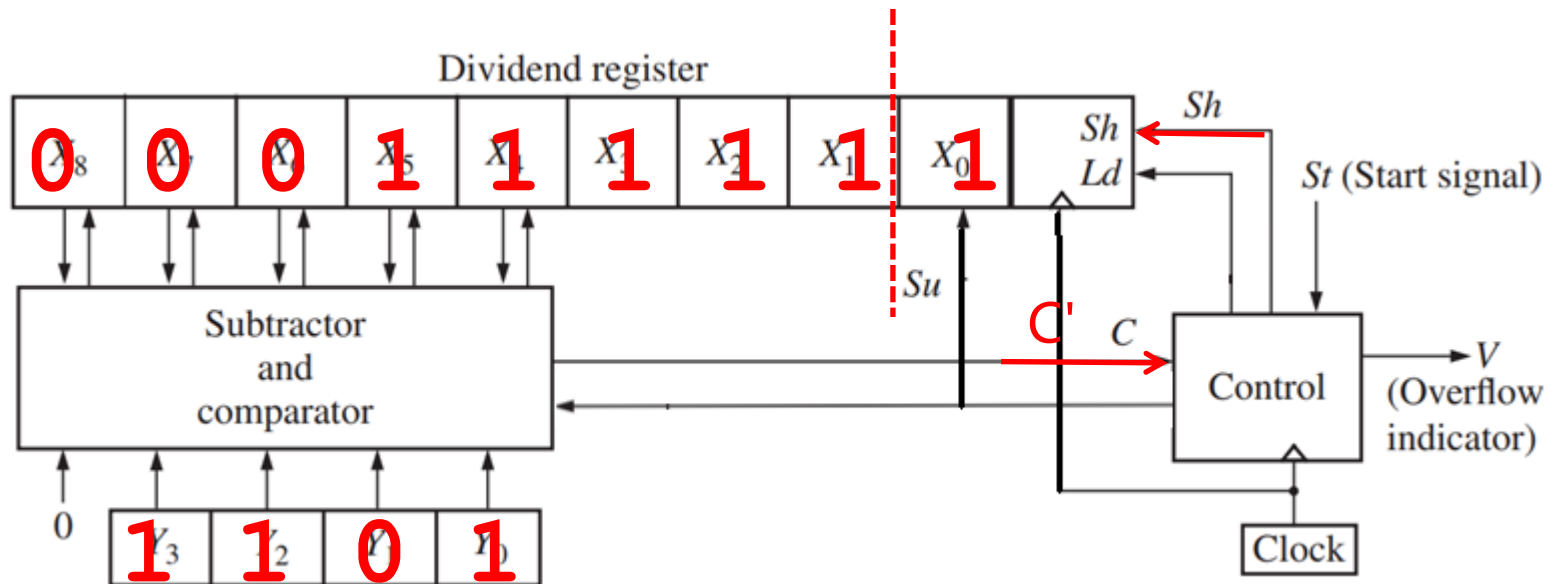 Dividend register
X8 X7 X6 X5 X4 X3 X2 X1 X0 Sh
0 0 0 1 1 1 1 1 1
Ld
Sh
St (Start signal)
Su
C' C
V
(Overflow
indicator)
Subtractor
and
comparator
Control
0
Y3 Y2 Y1 Y0
1 1 0 1
Clock